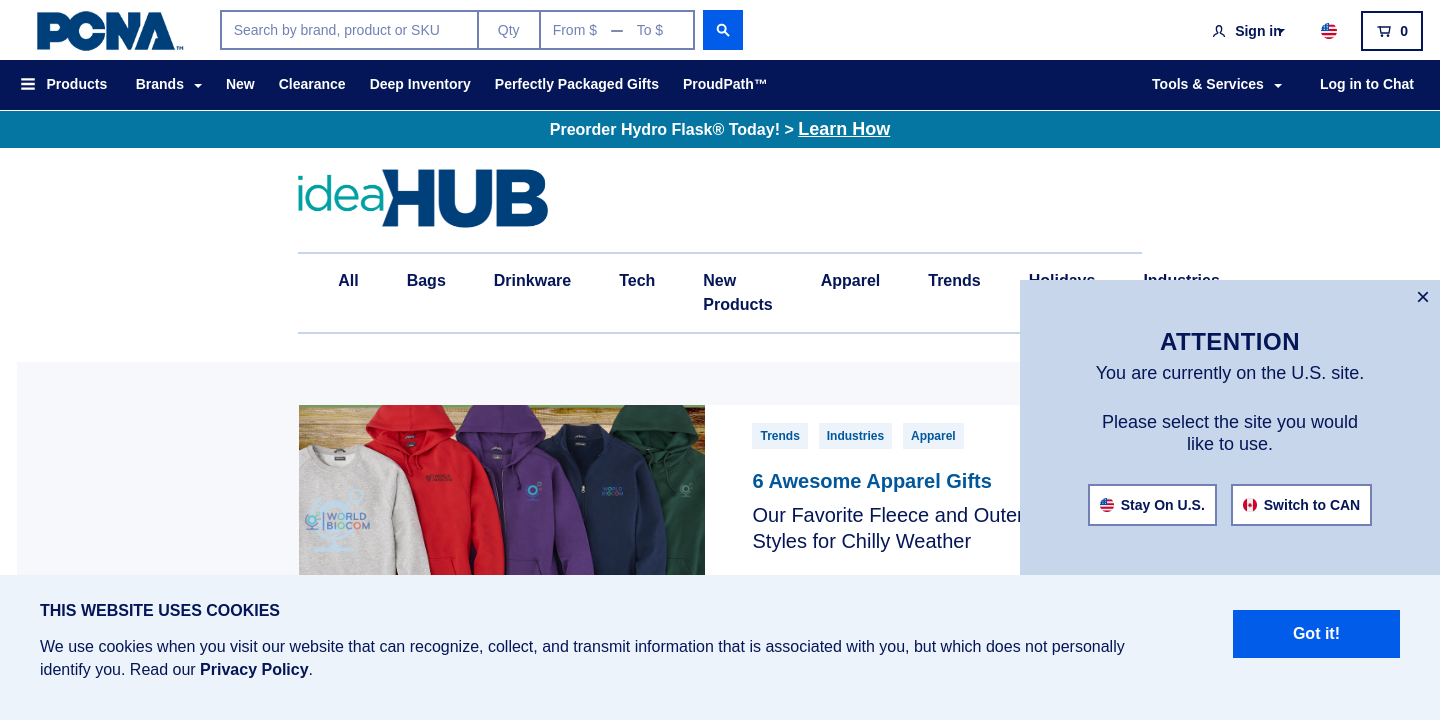 PCNA™
Search by brand, product or SKU
Qty
From $ — To $
Sign in
0
Products
Brands
New
Clearance
Deep Inventory
Perfectly Packaged Gifts
ProudPath™
Tools & Services
Log in to Chat
Preorder Hydro Flask® Today! > Learn How
ideaHUB
All
Bags
Drinkware
Tech
New
Products
Apparel
Trends
Holidays
Industries
×
ATTENTION
You are currently on the U.S. site.
Please select the site you would
like to use.
Stay On U.S.
Switch to CAN
WORLD
BIOCOM
Trends
Industries
Apparel
6 Awesome Apparel Gifts
Our Favorite Fleece and Outer
Styles for Chilly Weather
THIS WEBSITE USES COOKIES
We use cookies when you visit our website that can recognize, collect, and transmit information that is associated with you, but which does not personally
identify you. Read our Privacy Policy.
Got it!